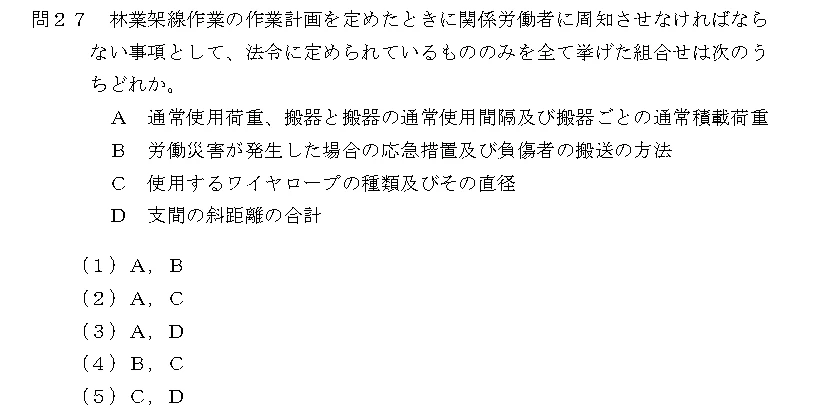 問２７　林業架線作業の作業計画を定めたときに関係労働者に周知させなければなら
ない事項として、法令に定められているもののみを全て挙げた組合せは次のう
ちどれか。
Ａ　通常使用荷重、搬器と搬器の通常使用間隔及び搬器ごとの通常積載荷重
Ｂ　労働災害が発生した場合の応急措置及び負傷者の搬送の方法
Ｃ　使用するワイヤロープの種類及びその直径
Ｄ　支間の斜距離の合計
（１）Ａ，Ｂ
（２）Ａ，Ｃ
（３）Ａ，Ｄ
（４）Ｂ，Ｃ
（５）Ｃ，Ｄ